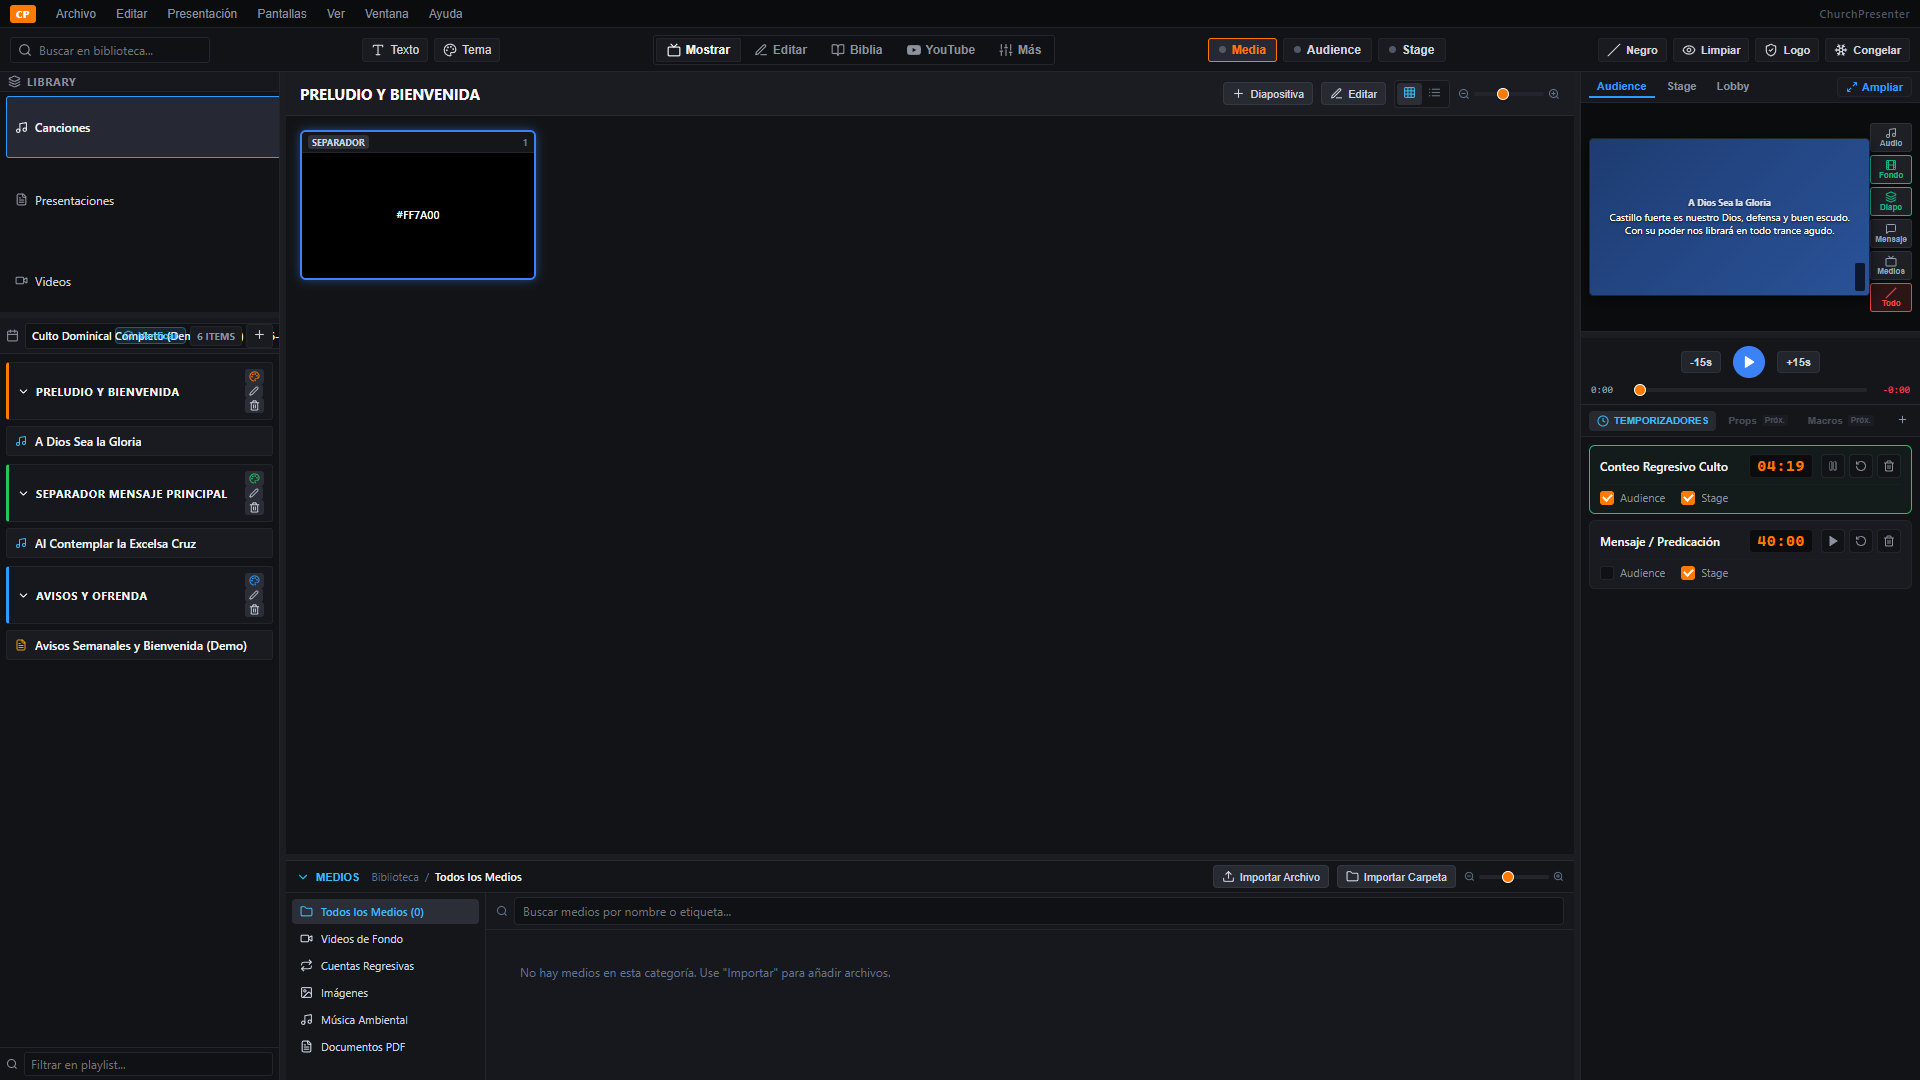 CP Archivo Editar Presentación Pantallas Ver Ventana Ayuda ChurchPresenter
Buscar en biblioteca... Texto Tema Mostrar Editar Biblia YouTube Más Media Audience Stage Negro Limpiar Logo Congelar
LIBRARY
Canciones
Presentaciones
Videos
Culto Dominical Completo (Dem 6 ITEMS
PRELUDIO Y BIENVENIDA
A Dios Sea la Gloria
SEPARADOR MENSAJE PRINCIPAL
Al Contemplar la Excelsa Cruz
AVISOS Y OFRENDA
Avisos Semanales y Bienvenida (Demo)
Filtrar en playlist...
PRELUDIO Y BIENVENIDA Diapositiva Editar
SEPARADOR 1
#FF7A00
MEDIOS Biblioteca / Todos los Medios Importar Archivo Importar Carpeta
Todos los Medios (0)
Videos de Fondo
Cuentas Regresivas
Imágenes
Música Ambiental
Documentos PDF
Buscar medios por nombre o etiqueta...
No hay medios en esta categoría. Use "Importar" para añadir archivos.
Audience Stage Lobby Ampliar
A Dios Sea la Gloria
Castillo fuerte es nuestro Dios, defensa y buen escudo.
Con su poder nos librará en todo trance agudo.
Audio
Fondo
Diapo
Mensaje
Medios
Todo
-15s +15s
0:00 -0:00
TEMPORIZADORES Props Próx. Macros Próx.
Conteo Regresivo Culto 04:19
Audience Stage
Mensaje / Predicación 40:00
Audience Stage